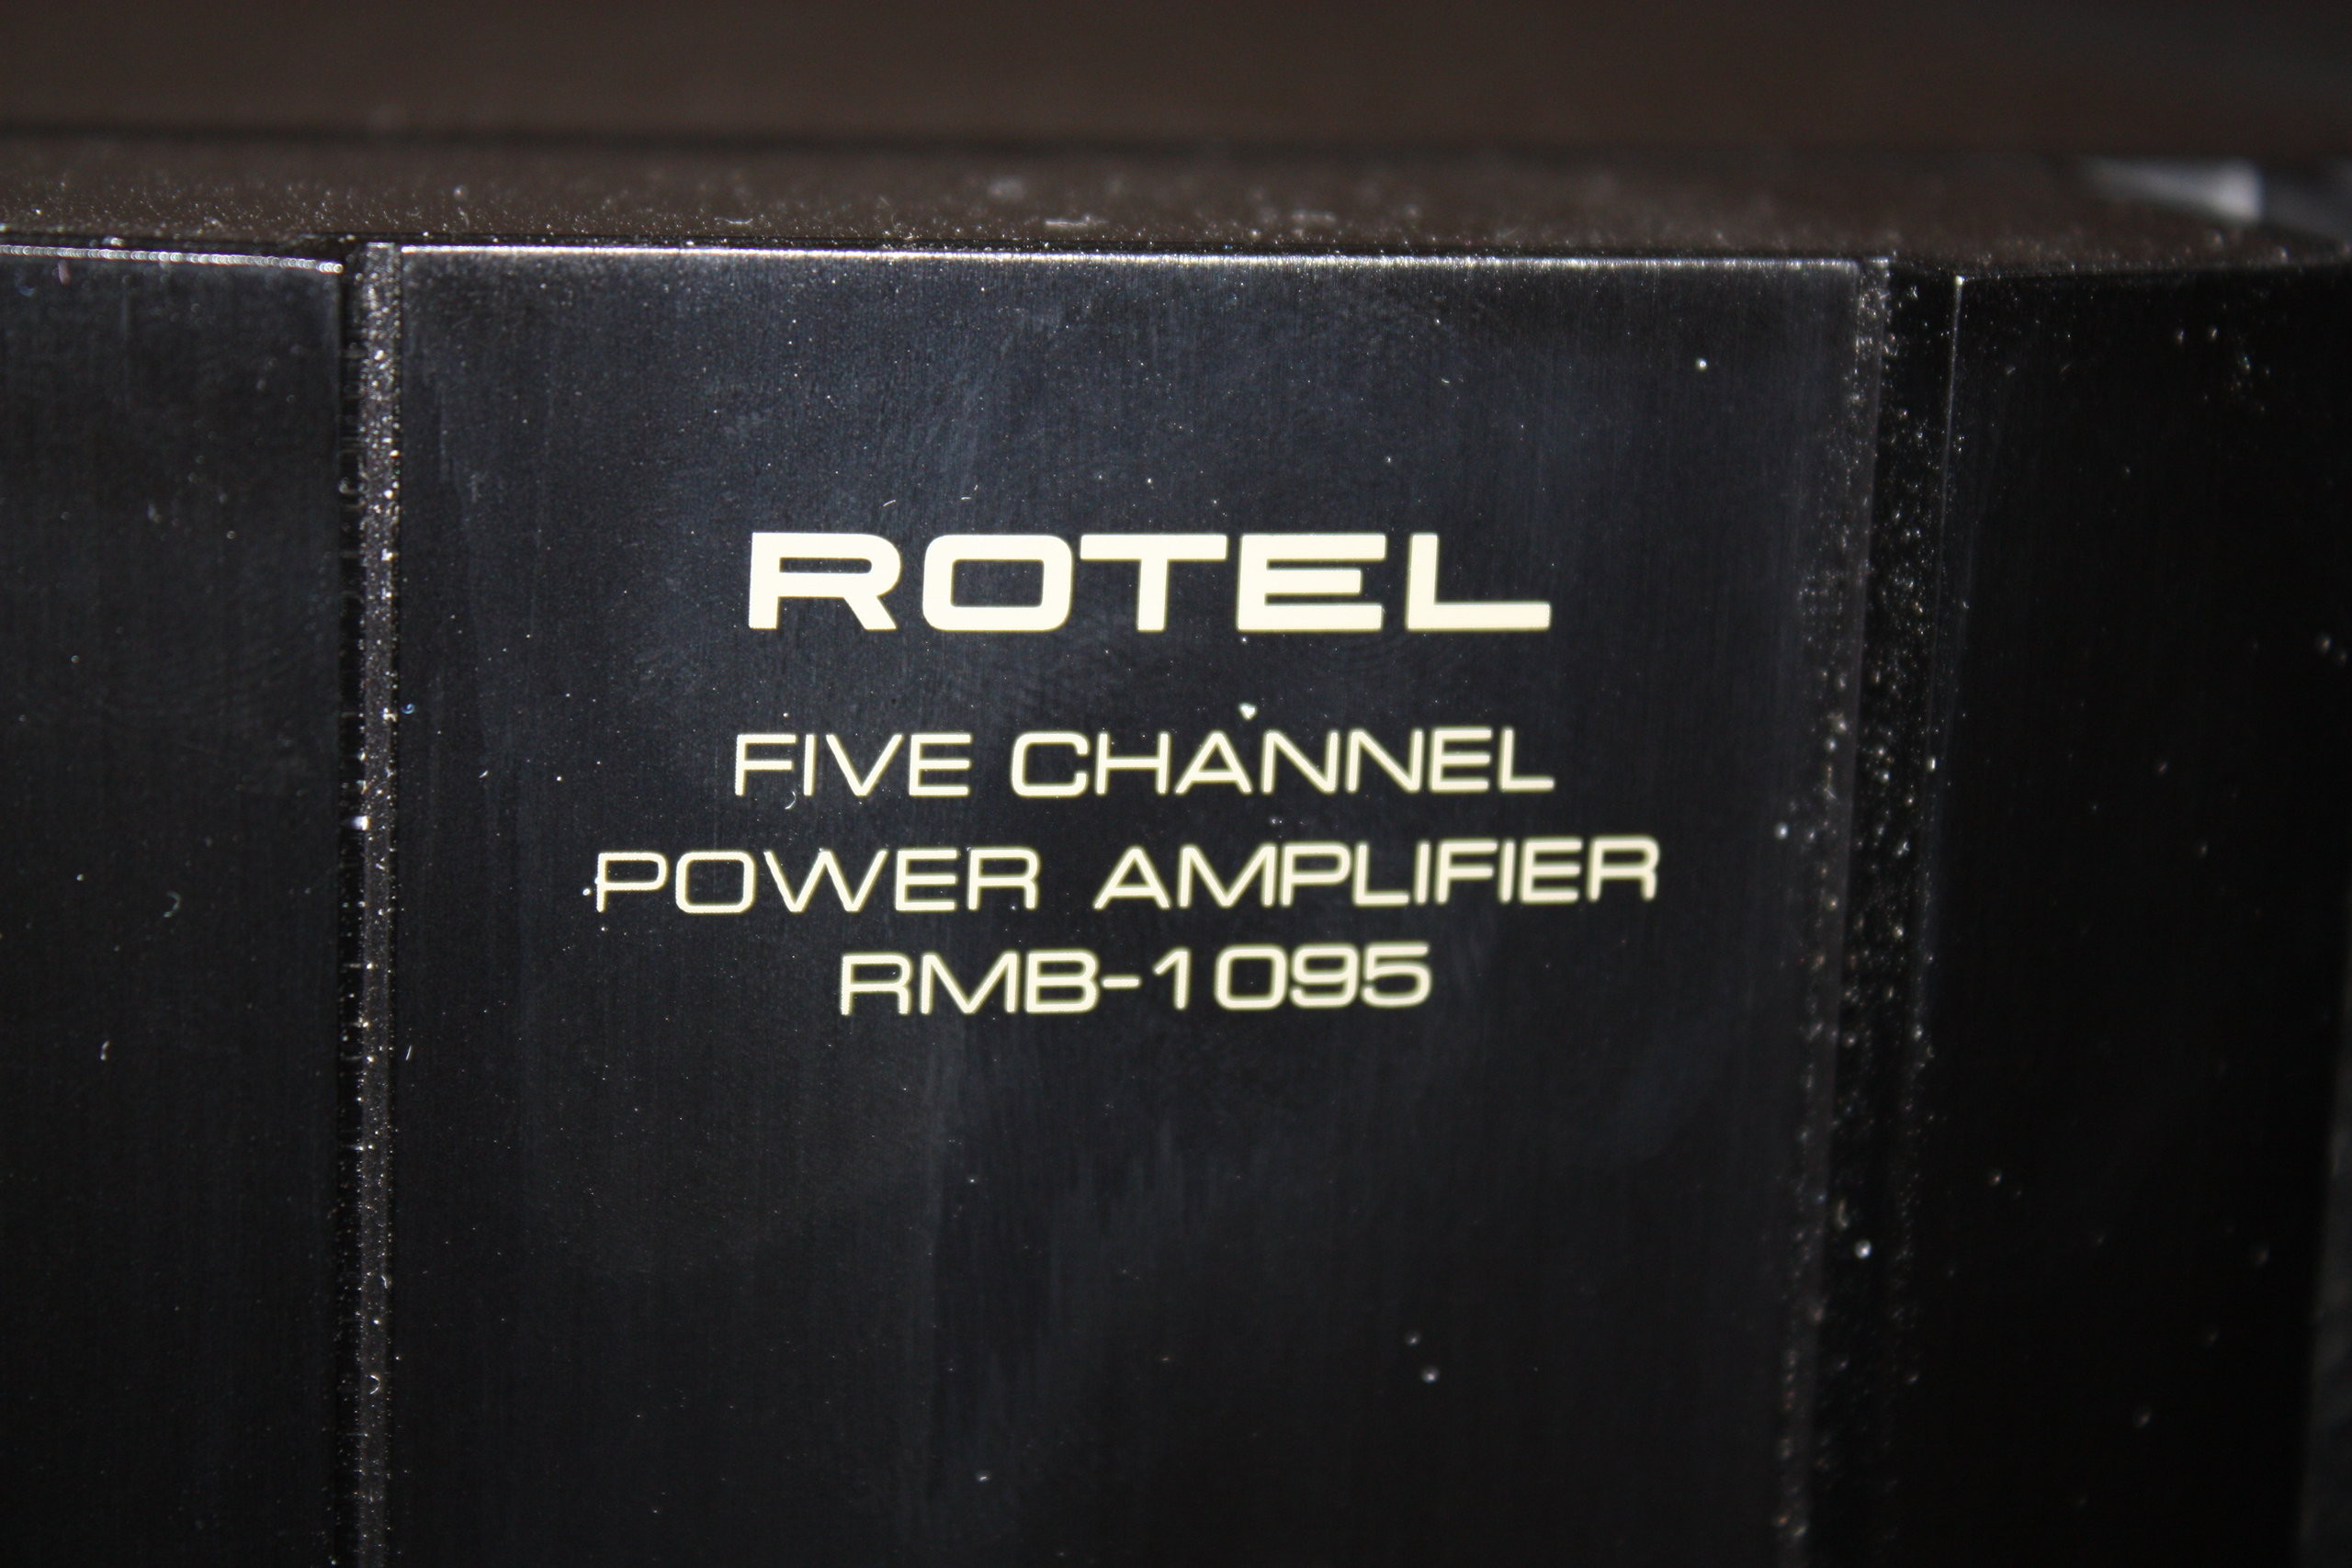 ROTEL
FIVE CHANNEL
POWER AMPLIFIER
RMB-1095